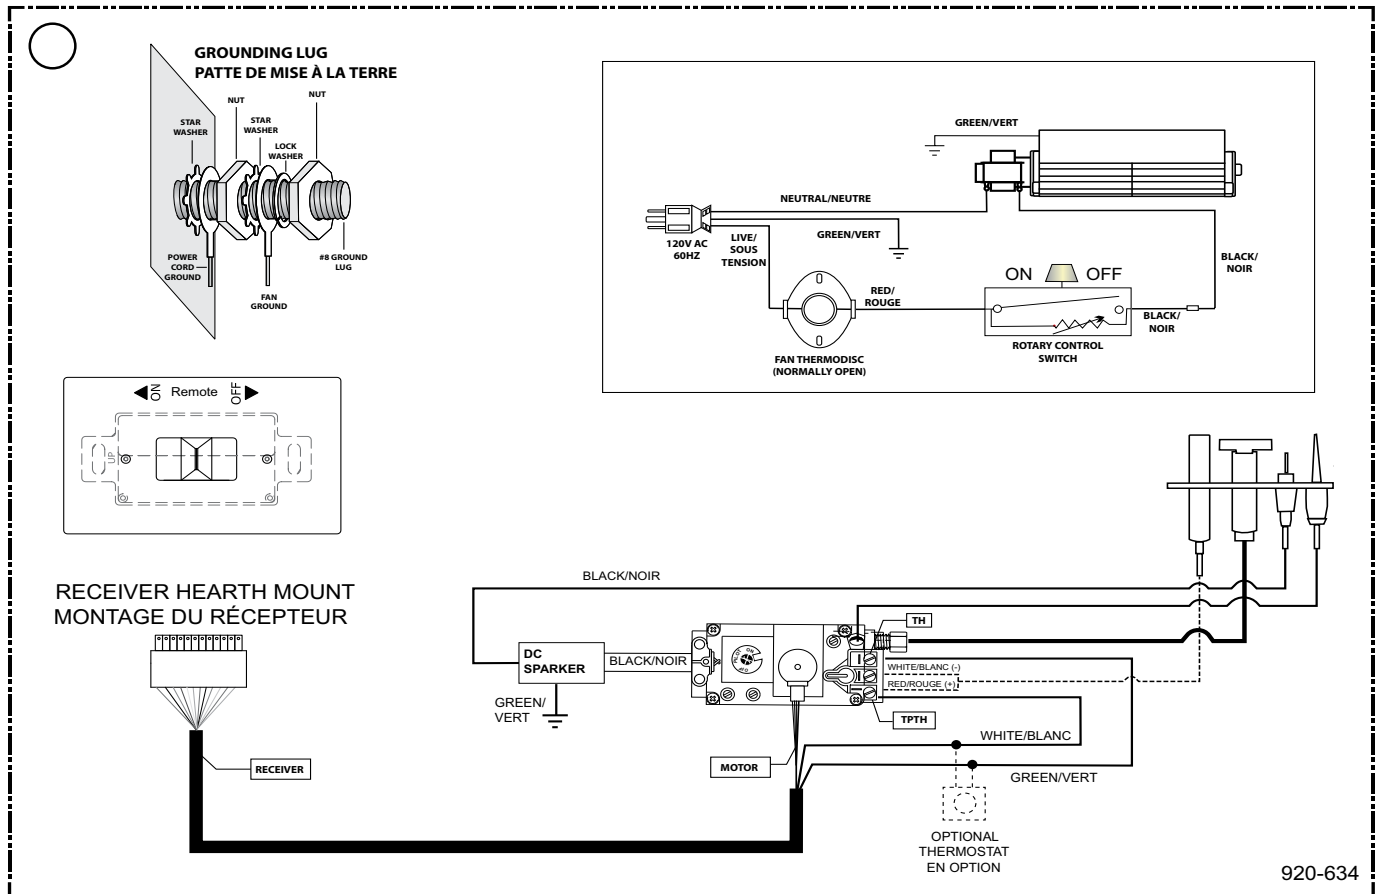 GROUNDING LUG
PATTE DE MISE À LA TERRE
NUT
NUT
STAR
WASHER
STAR
WASHER
LOCK
WASHER
POWER
CORD
GROUND
#8 GROUND
LUG
FAN
GROUND
GREEN/VERT
NEUTRAL/NEUTRE
120V AC
60HZ
LIVE/
SOUS
TENSION
GREEN/VERT
RED/
ROUGE
ON
OFF
BLACK/
NOIR
BLACK/
NOIR
FAN THERMODISC
(NORMALLY OPEN)
ROTARY CONTROL
SWITCH
ON
Remote
OFF
UP
RECEIVER HEARTH MOUNT
MONTAGE DU RÉCEPTEUR
BLACK/NOIR
TH
DC
SPARKER
BLACK/NOIR
PILOT
ON
OFF
WHITE/BLANC (-)
RED/ROUGE (+)
GREEN/
VERT
TPTH
WHITE/BLANC
RECEIVER
MOTOR
GREEN/VERT
OPTIONAL
THERMOSTAT
EN OPTION
920-634